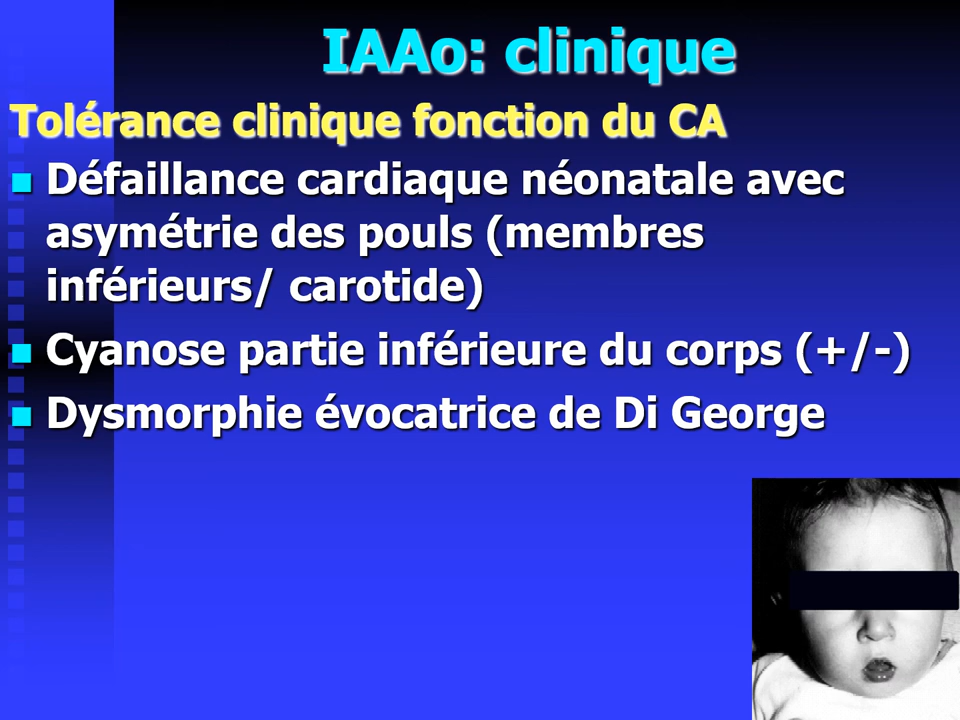 IAAo: clinique
Tolérance clinique fonction du CA
Défaillance cardiaque néonatale avec
asymétrie des pouls (membres
inférieurs/ carotide)
Cyanose partie inférieure du corps (+/-)
Dysmorphie évocatrice de Di George